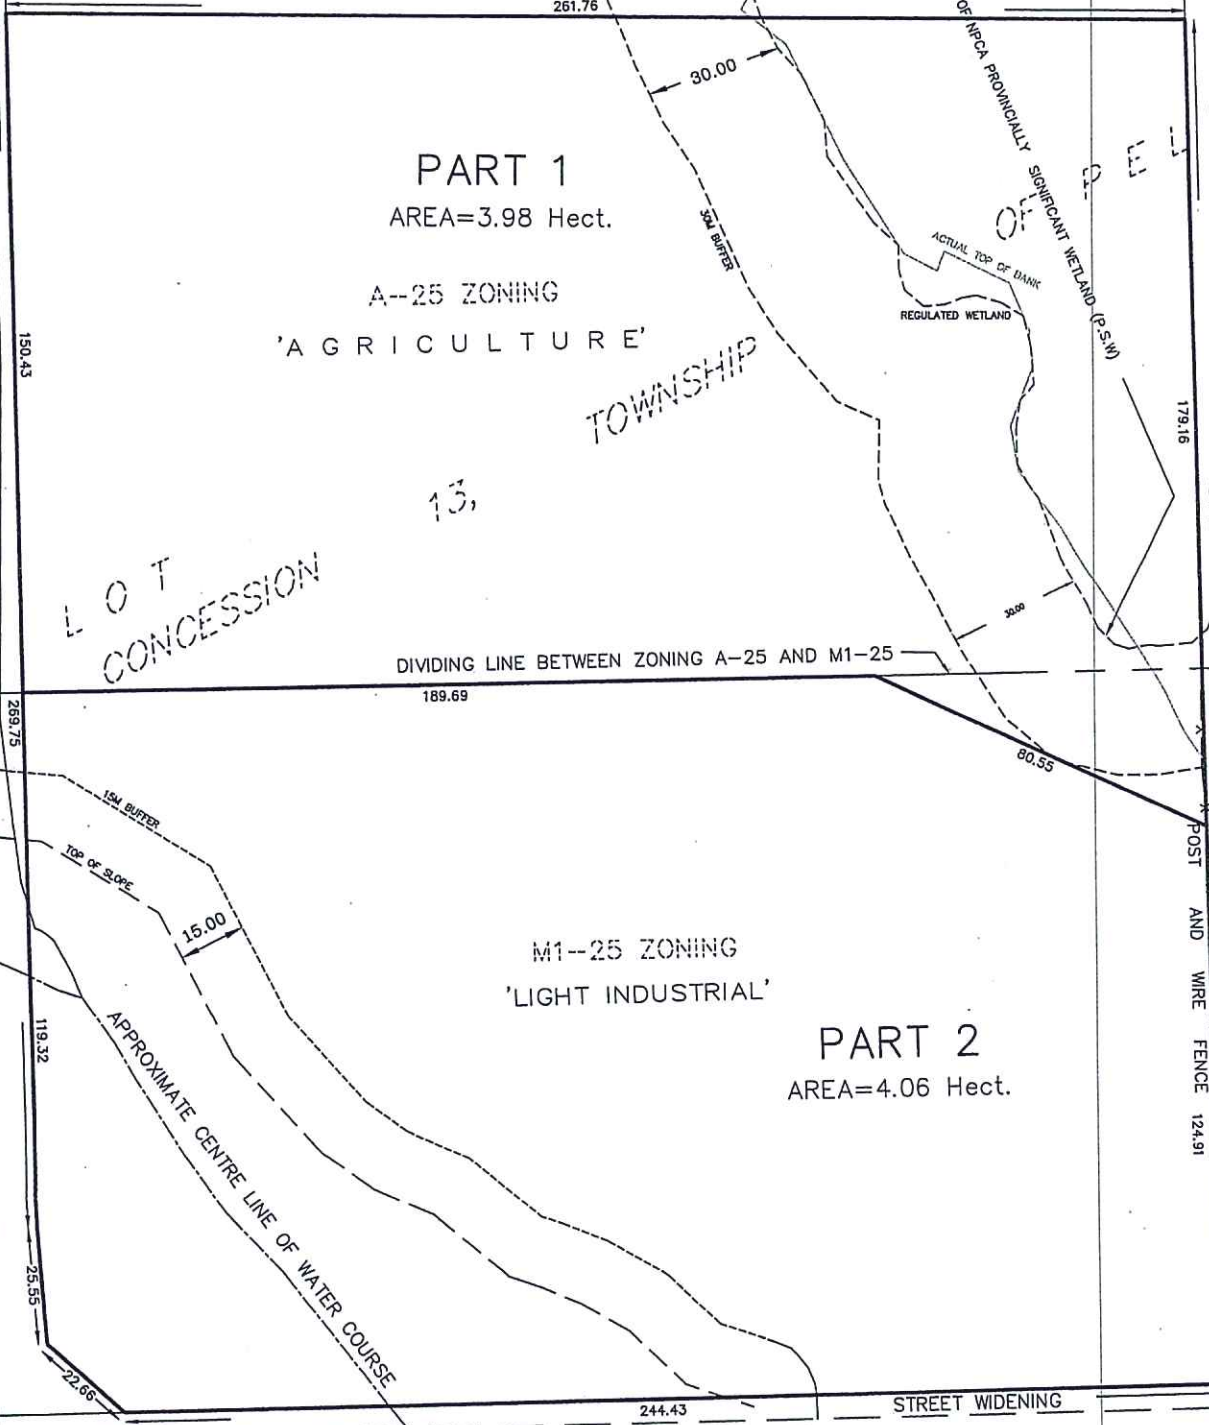 261.76
30.00
OF NPCA PROVINCIALLY SIGNIFICANT WETLAND (P.S.W)
PART 1
AREA=3.98 Hect.
30M BUFFER
OF PEL
ACTUAL TOP OF BANK
REGULATED WETLAND
A--25 ZONING
'AGRICULTURE'
150.43
TOWNSHIP
179.16
13,
LOT
CONCESSION
30.00
DIVIDING LINE BETWEEN ZONING A-25 AND M1-25
189.69
269.75
80.55
15M BUFFER
TOP OF SLOPE
15.00
M1--25 ZONING
'LIGHT INDUSTRIAL'
PART 2
AREA=4.06 Hect.
POST AND WIRE FENCE 124.91
119.32
APPROXIMATE CENTRE LINE OF WATER COURSE
25.55
22.66
244.43
STREET WIDENING